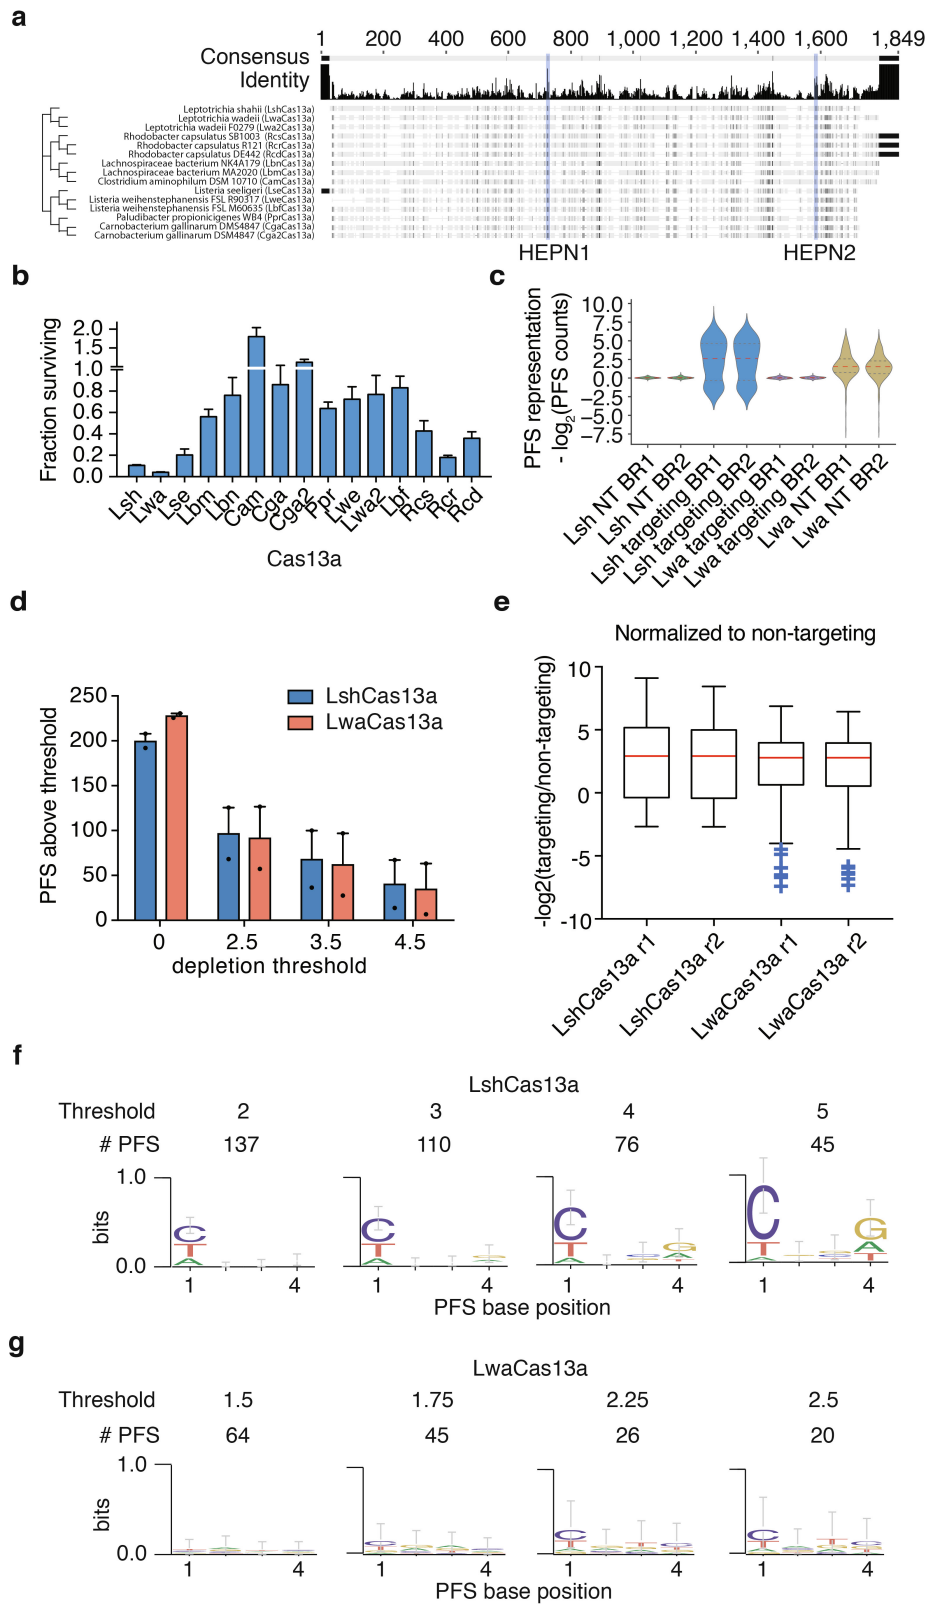 a
1 200 400 600 800 1,000 1,200 1,400 1,600 1,849
Consensus
Identity
Leptotrichia shahii (LshCas13a)
Leptotrichia wadeii (LwaCas13a)
Leptotrichia wadeii F0279 (Lwa2Cas13a)
Rhodobacter capsulatus SB1003 (RcsCas13a)
Rhodobacter capsulatus R121 (RcrCas13a)
Rhodobacter capsulatus DE442 (RcdCas13a)
Lachnospiraceae bacterium NK4A179 (LbnCas13a)
Lachnospiraceae bacterium MA2020 (LbmCas13a)
Clostridium aminophilum DSM 10710 (CamCas13a)
Listeria seeligeri (LseCas13a)
Listeria weihenstephanensis FSL R90317 (LweCas13a)
Listeria weihenstephanensis FSL M60635 (LbfCas13a)
Paludibacter propionicigenes WB4 (PprCas13a)
Carnobacterium gallinarum DMS4847 (CgaCas13a)
Carnobacterium gallinarum DSM4847 (Cga2Cas13a)
HEPN1 HEPN2
b
Fraction surviving
2.0
1.5
1.0
0.8
0.6
0.4
0.2
0.0
Lsh Lwa Lse Lbm Lbn Cam Cga Cga2 Ppr Lwe Lwa2 Lbf Rcs Rcr Rcd
Cas13a
c
PFS representation
- log2(PFS counts)
10.0
7.5
5.0
2.5
0.0
−2.5
−5.0
−7.5
Lsh NT BR1
Lsh NT BR2
Lsh targeting BR1
Lsh targeting BR2
Lwa targeting BR1
Lwa targeting BR2
Lwa NT BR1
Lwa NT BR2
d
PFS above threshold
250
200
150
100
50
0
LshCas13a
LwaCas13a
0 2.5 3.5 4.5
depletion threshold
e
Normalized to non-targeting
-log2(targeting/non-targeting)
10
5
0
-5
-10
LshCas13a r1
LshCas13a r2
LwaCas13a r1
LwaCas13a r2
f
LshCas13a
Threshold 2 3 4 5
# PFS 137 110 76 45
bits
1.0
0.0
C T A
C T A
C T A G
C T A G A T
1 4 1 4 1 4 1 4
PFS base position
g
LwaCas13a
Threshold 1.5 1.75 2.25 2.5
# PFS 64 45 26 20
bits
1.0
0.0
1 4 1 4 1 4 1 4
PFS base position